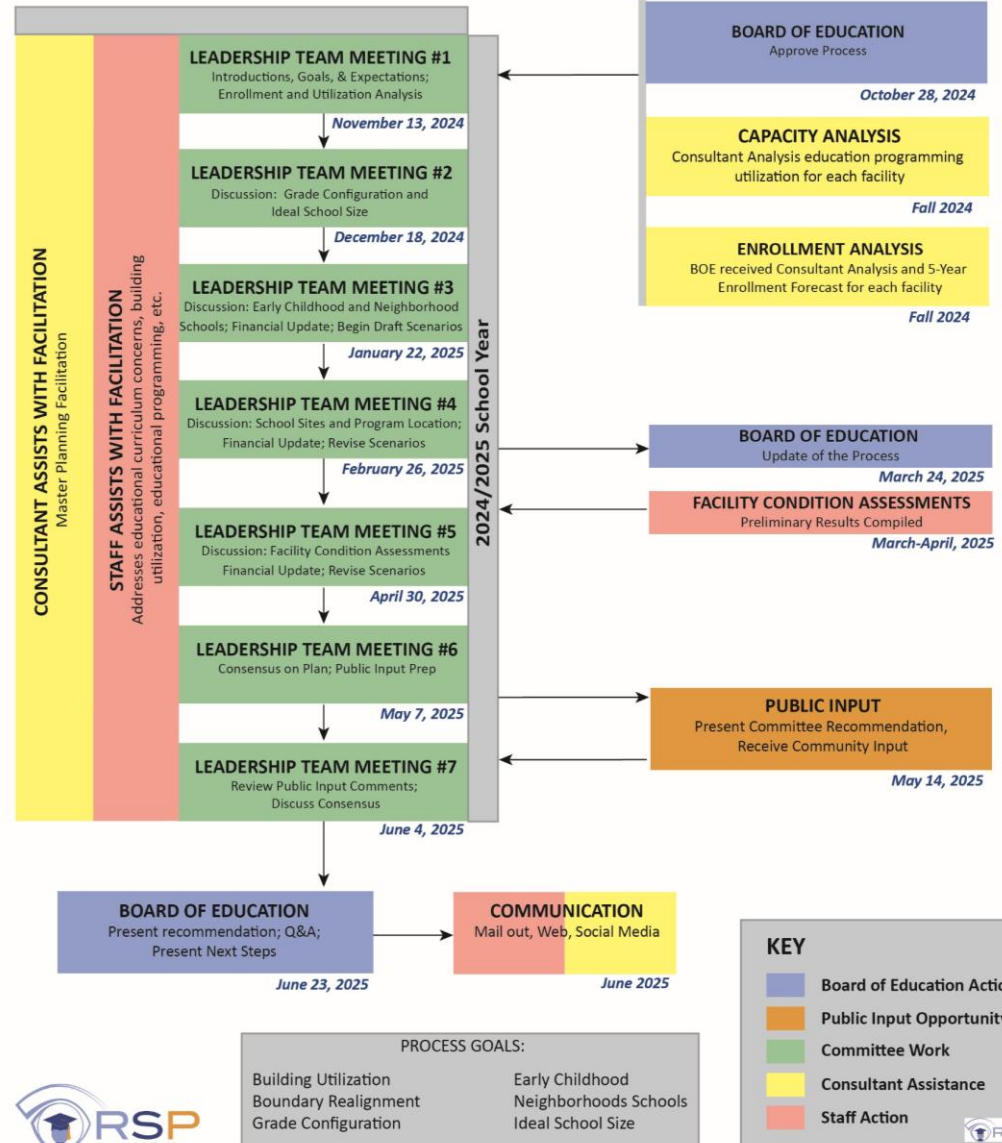 CONSULTANT ASSISTS WITH FACILITATION
Master Planning Facilitation
STAFF ASSISTS WITH FACILITATION
Addresses educational curriculum concerns, building
utilization, educational programming, etc.
LEADERSHIP TEAM MEETING #1
Introductions, Goals, & Expectations;
Enrollment and Utilization Analysis
November 13, 2024
LEADERSHIP TEAM MEETING #2
Discussion: Grade Configuration and
Ideal School Size
December 18, 2024
LEADERSHIP TEAM MEETING #3
Discussion: Early Childhood and Neighborhood
Schools; Financial Update; Begin Draft Scenarios
January 22, 2025
LEADERSHIP TEAM MEETING #4
Discussion: School Sites and Program Location;
Financial Update; Revise Scenarios
February 26, 2025
LEADERSHIP TEAM MEETING #5
Discussion: Facility Condition Assessments
Financial Update; Revise Scenarios
April 30, 2025
LEADERSHIP TEAM MEETING #6
Consensus on Plan; Public Input Prep
May 7, 2025
LEADERSHIP TEAM MEETING #7
Review Public Input Comments;
Discuss Consensus
June 4, 2025
2024/2025 School Year
BOARD OF EDUCATION
Approve Process
October 28, 2024
CAPACITY ANALYSIS
Consultant Analysis education programming
utilization for each facility
Fall 2024
ENROLLMENT ANALYSIS
BOE received Consultant Analysis and 5-Year
Enrollment Forecast for each facility
Fall 2024
BOARD OF EDUCATION
Update of the Process
March 24, 2025
FACILITY CONDITION ASSESSMENTS
Preliminary Results Compiled
March-April, 2025
PUBLIC INPUT
Present Committee Recommendation,
Receive Community Input
May 14, 2025
BOARD OF EDUCATION
Present recommendation; Q&A;
Present Next Steps
June 23, 2025
COMMUNICATION
Mail out, Web, Social Media
June 2025
KEY
Board of Education Actio
Public Input Opportunity
Committee Work
Consultant Assistance
Staff Action
PROCESS GOALS:
Building Utilization
Boundary Realignment
Grade Configuration
Early Childhood
Neighborhoods Schools
Ideal School Size
RSP